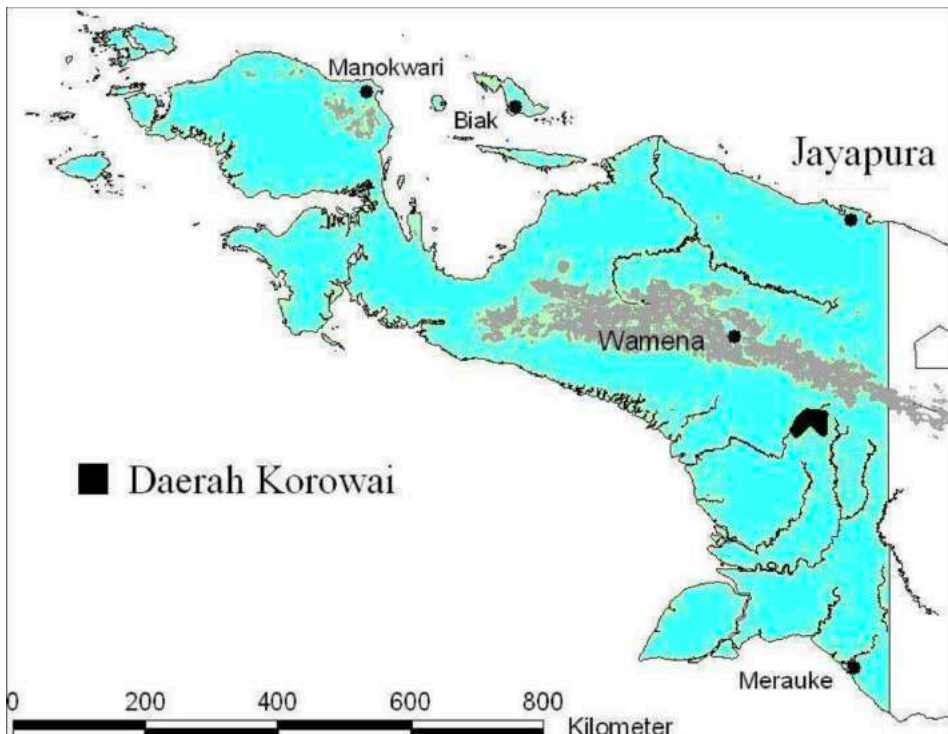 Manokwari
Biak
Jayapura
Wamena
Daerah Korowai
Merauke
0 200 400 600 800
Kilometer